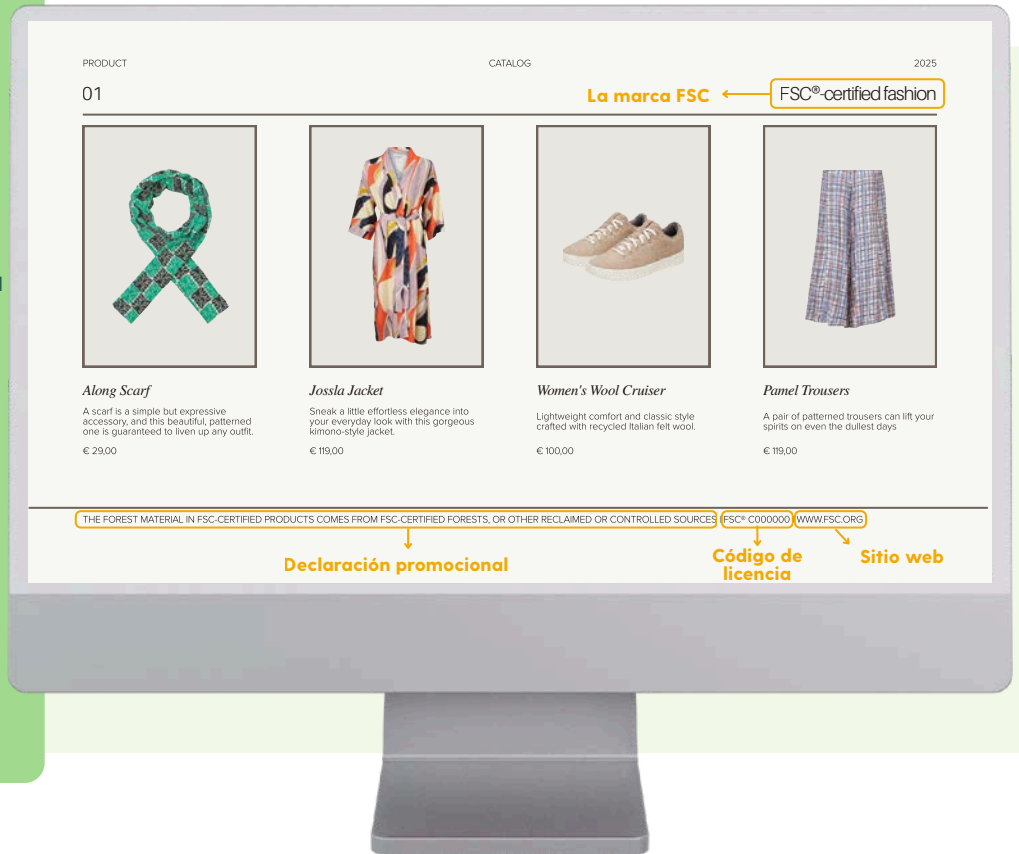 PRODUCT CATALOG 2025
01 La marca FSC FSC®-certified fashion
Along Scarf
A scarf is a simple but expressive
accessory, and this beautiful, patterned
one is guaranteed to liven up any outfit.
€ 29,00
Jossla Jacket
Sneak a little effortless elegance into
your everyday look with this gorgeous
kimono-style jacket.
€ 119,00
Women's Wool Cruiser
Lightweight comfort and classic style
crafted with recycled Italian felt wool.
€ 100,00
Pamel Trousers
A pair of patterned trousers can lift your
spirits on even the dullest days
€ 119,00
THE FOREST MATERIAL IN FSC-CERTIFIED PRODUCTS COMES FROM FSC-CERTIFIED FORESTS, OR OTHER RECLAIMED OR CONTROLLED SOURCES | FSC® C000000 | WWW.FSC.ORG
Declaración promocional
Código de
licencia
Sitio web